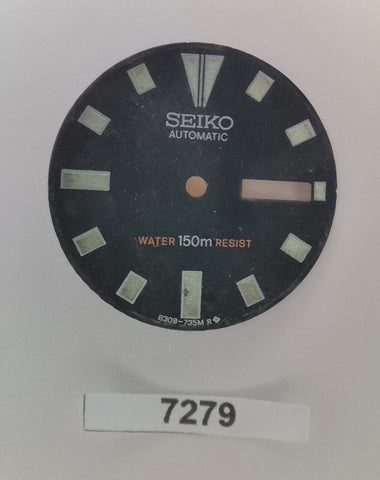 SEIKO
AUTOMATIC
WATER 150m RESIST
6309-735M R
7279